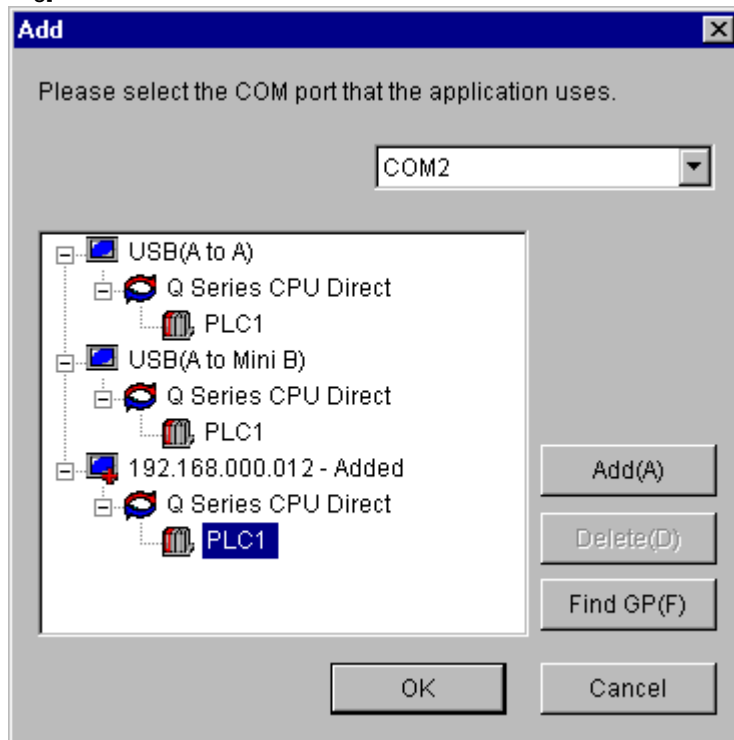 Add
Please select the COM port that the application uses.
COM2
USB(A to A)
Q Series CPU Direct
PLC1
USB(A to Mini B)
Q Series CPU Direct
PLC1
192.168.000.012 - Added
Q Series CPU Direct
PLC1
Add(A)
Delete(D)
Find GP(F)
OK
Cancel